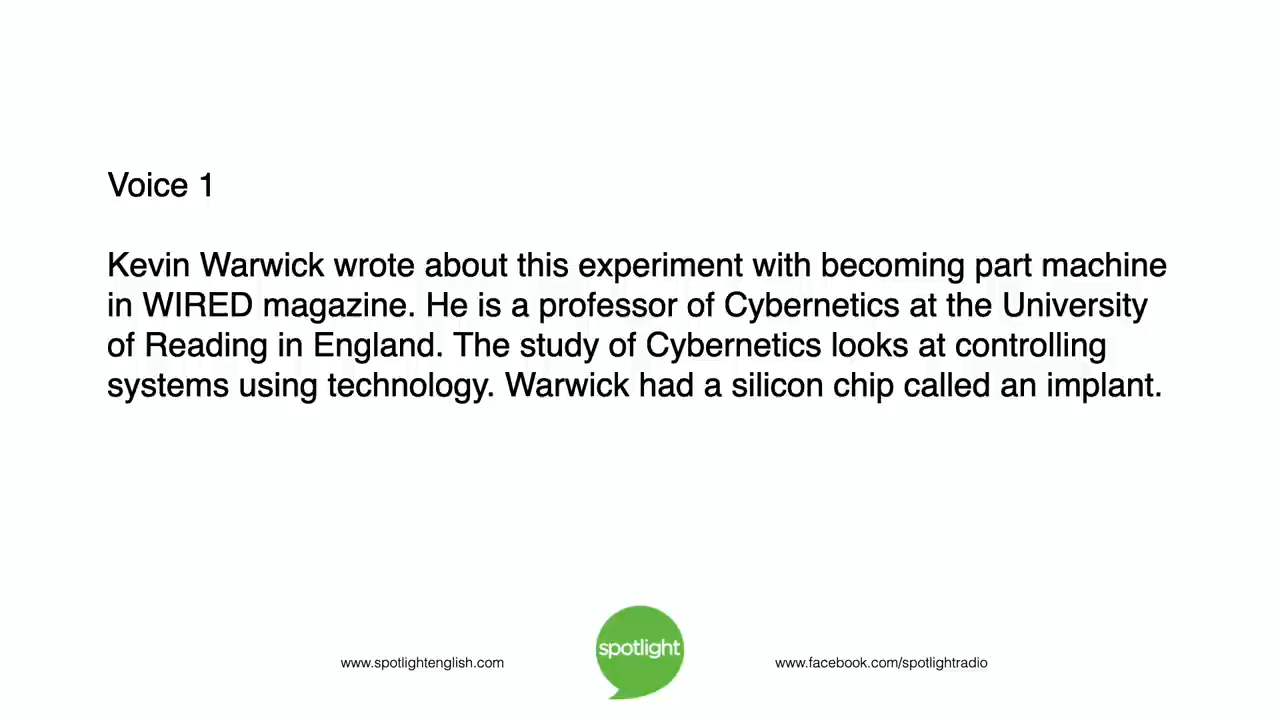 Voice 1
Kevin Warwick wrote about this experiment with becoming part machine
in WIRED magazine. He is a professor of Cybernetics at the University
of Reading in England. The study of Cybernetics looks at controlling
systems using technology. Warwick had a silicon chip called an implant.
www.spotlightenglish.com
spotlight
www.facebook.com/spotlightradio